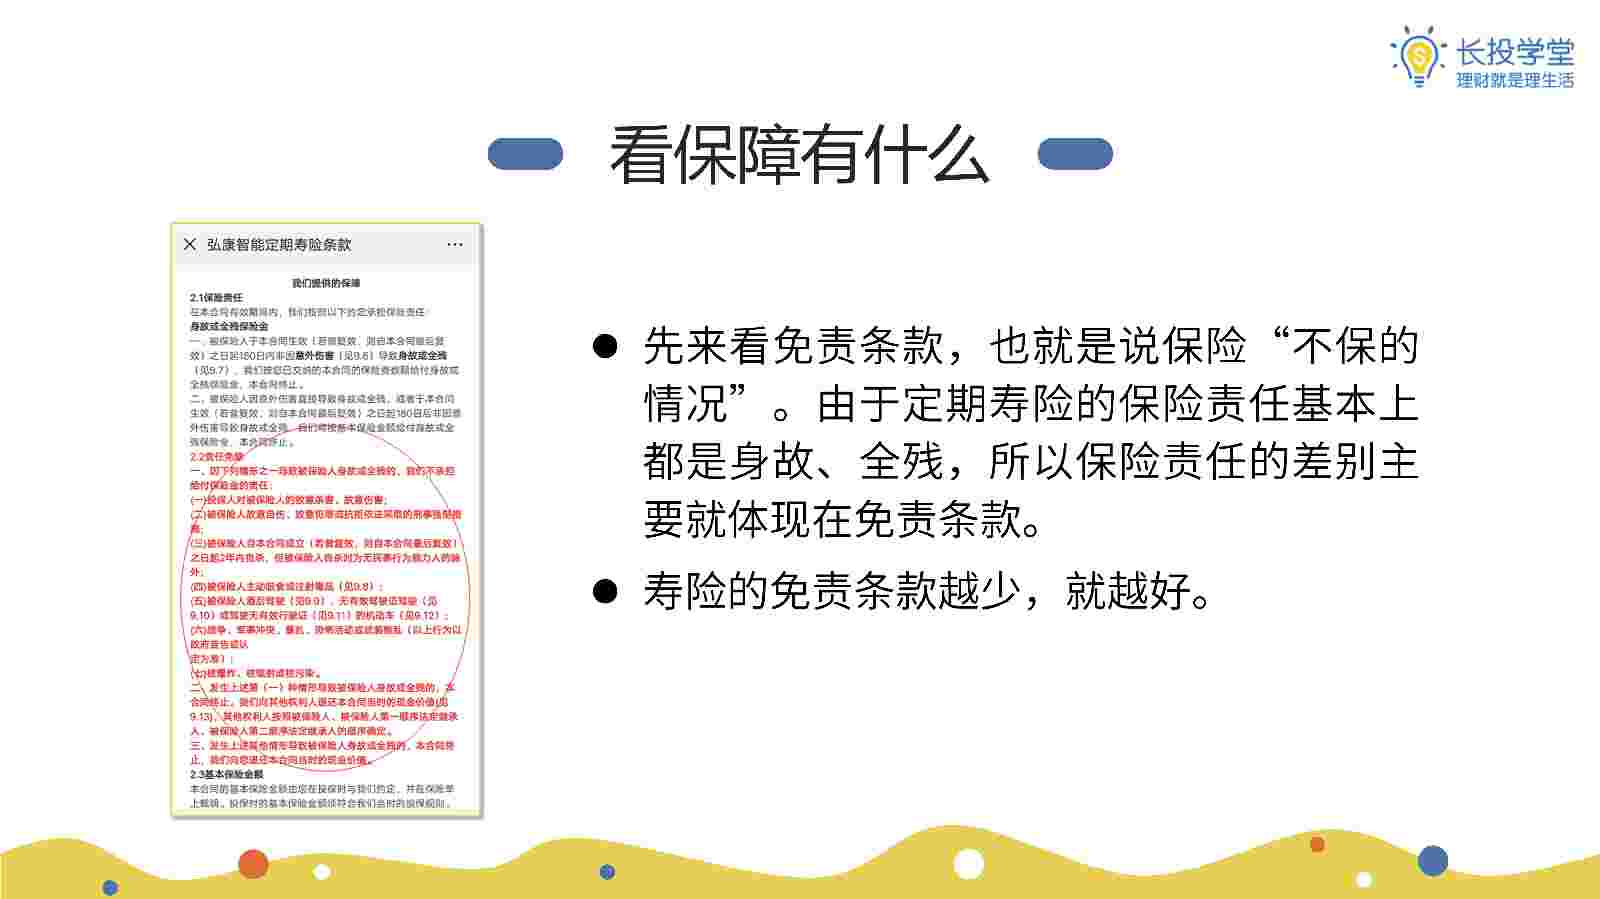 长投学堂
理财就是理生活
看保障有什么
弘康智能定期寿险条款
我们提供的保障
2.1保险责任
在本合同有效期间内，我们按照以下约定承担保险责任：
身故或全残保险金
一、被保险人于本合同生效（若曾复效，则自本合同最后复
效）之日起180日内非因意外伤害（见9.6）导致身故或全残
（见9.7），我们按您已交纳的本合同的保险费数额给付身故或
全残保险金，本合同终止。
二、被保险人因意外伤害直接导致身故或全残，或者于本合同
生效（若曾复效，则自本合同最后复效）之日起180日后非因意
外伤害导致身故或全残，我们将按基本保险金额给付身故或全
残保险金，本合同终止。
2.2责任免除
一、因下列情形之一导致被保险人身故或全残的，我们不承担
给付保险金的责任：
(一)投保人对被保险人的故意杀害、故意伤害；
(二)被保险人故意自伤、故意犯罪或抗拒依法采取的刑事强制措
施；
(三)被保险人自本合同成立（若曾复效，则自本合同最后复效）
之日起2年内自杀，但被保险人自杀时为无民事行为能力人的除
外；
(四)被保险人主动吸食或注射毒品（见9.8）；
(五)被保险人酒后驾驶（见9.9）、无有效驾驶证驾驶（见
9.10）或驾驶无有效行驶证（见9.11）的机动车（见9.12）；
(六)战争、军事冲突、暴乱、恐怖活动或武装叛乱（以上行为以
政府宣告或认
定为准）；
(七)核爆炸、核辐射或核污染。
二、发生上述第（一）种情形导致被保险人身故或全残的，本
合同终止，我们向其他权利人退还本合同当时的现金价值(见
9.13)，其他权利人按照被保险人、被保险人第一顺序法定继承
人、被保险人第二顺序法定继承人的顺序确定。
三、发生上述其他情形导致被保险人身故或全残的，本合同终
止，我们向您退还本合同当时的现金价值。
2.3基本保险金额
本合同的基本保险金额由您在投保时与我们约定，并在保险单
上载明。投保时的基本保险金额须符合我们当时的投保规则。
● 先来看免责条款，也就是说保险“不保的
情况”。由于定期寿险的保险责任基本上
都是身故、全残，所以保险责任的差别主
要就体现在免责条款。
● 寿险的免责条款越少，就越好。